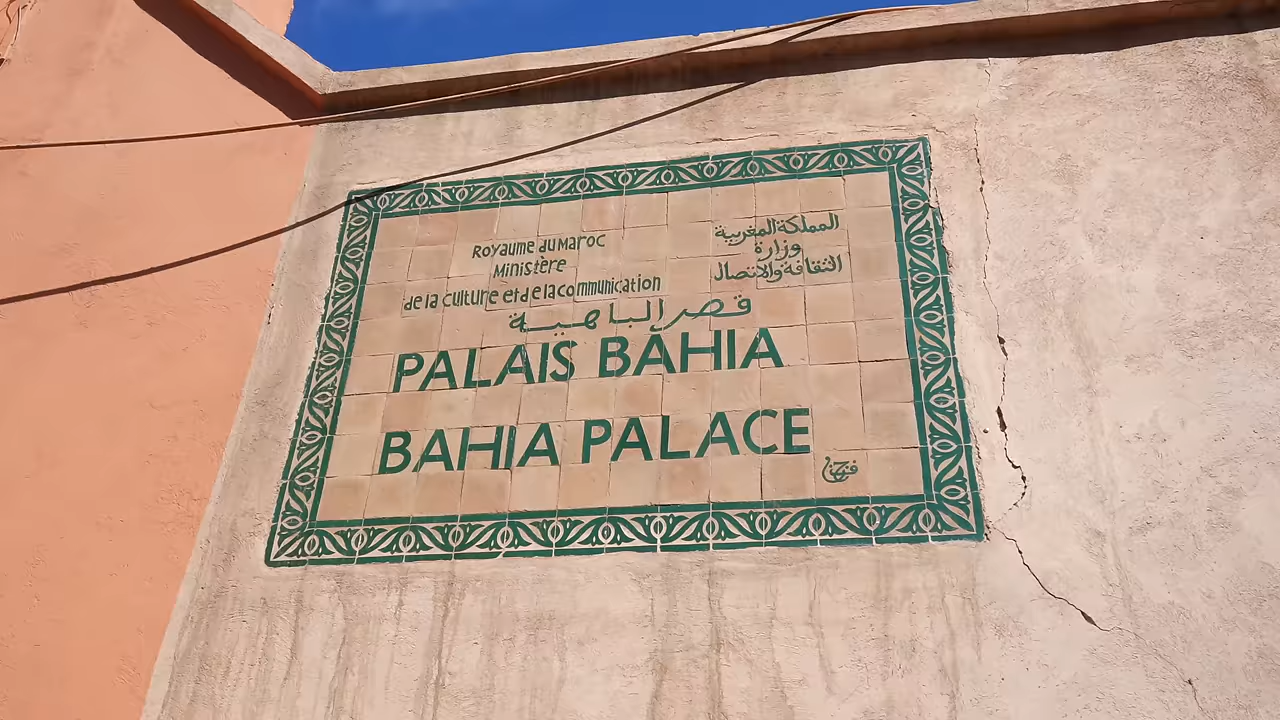 Royaume du Maroc
Ministère
de la culture et de la communication
المملكة المغربية
وزارة
الثقافة والاتصال
قصر الباهية
PALAIS BAHIA
BAHIA PALACE